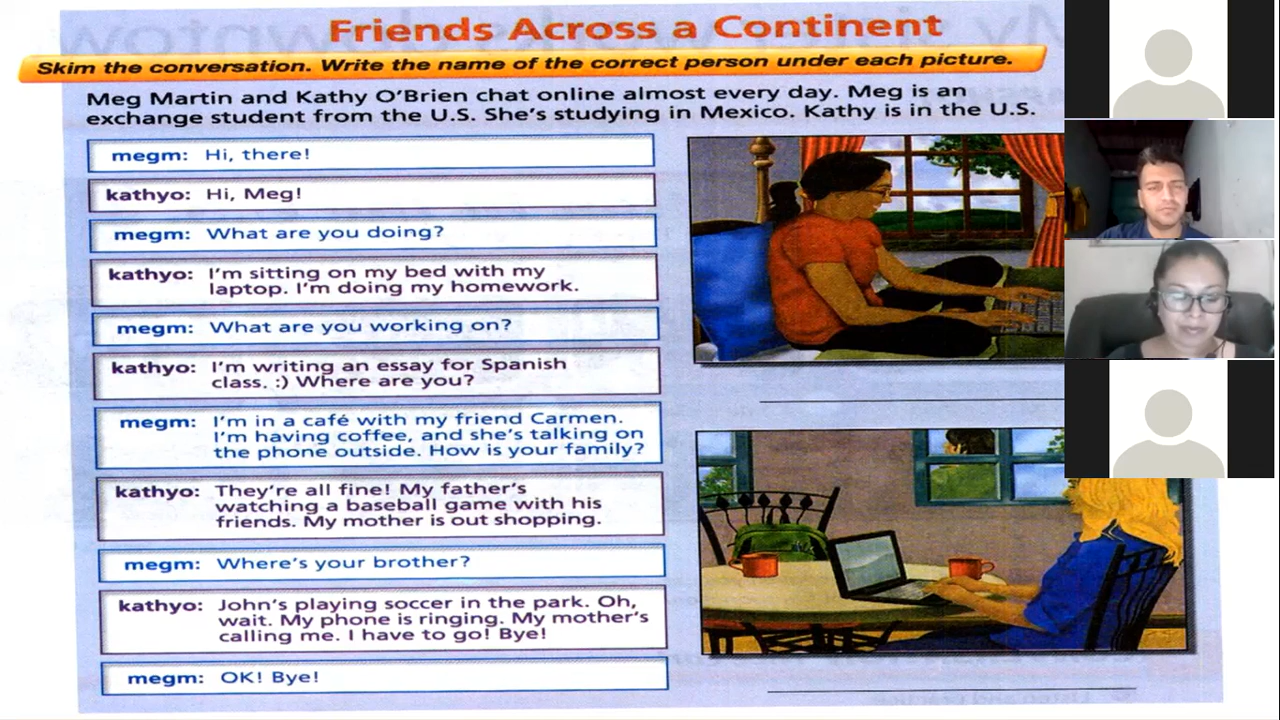 Friends Across a Continent
Skim the conversation. Write the name of the correct person under each picture.
Meg Martin and Kathy O'Brien chat online almost every day. Meg is an
exchange student from the U.S. She's studying in Mexico. Kathy is in the U.S.
megm: Hi, there!
kathyo: Hi, Meg!
megm: What are you doing?
kathyo: I'm sitting on my bed with my
laptop. I'm doing my homework.
megm: What are you working on?
kathyo: I'm writing an essay for Spanish
class. :) Where are you?
megm: I'm in a café with my friend Carmen.
I'm having coffee, and she's talking on
the phone outside. How is your family?
kathyo: They're all fine! My father's
watching a baseball game with his
friends. My mother is out shopping.
megm: Where's your brother?
kathyo: John's playing soccer in the park. Oh,
wait. My phone is ringing. My mother's
calling me. I have to go! Bye!
megm: OK! Bye!